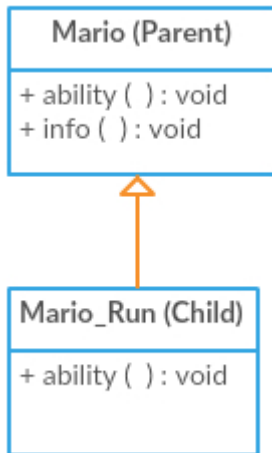 Mario (Parent)
+ ability ( ) : void
+ info ( ) : void
Mario_Run (Child)
+ ability ( ) : void